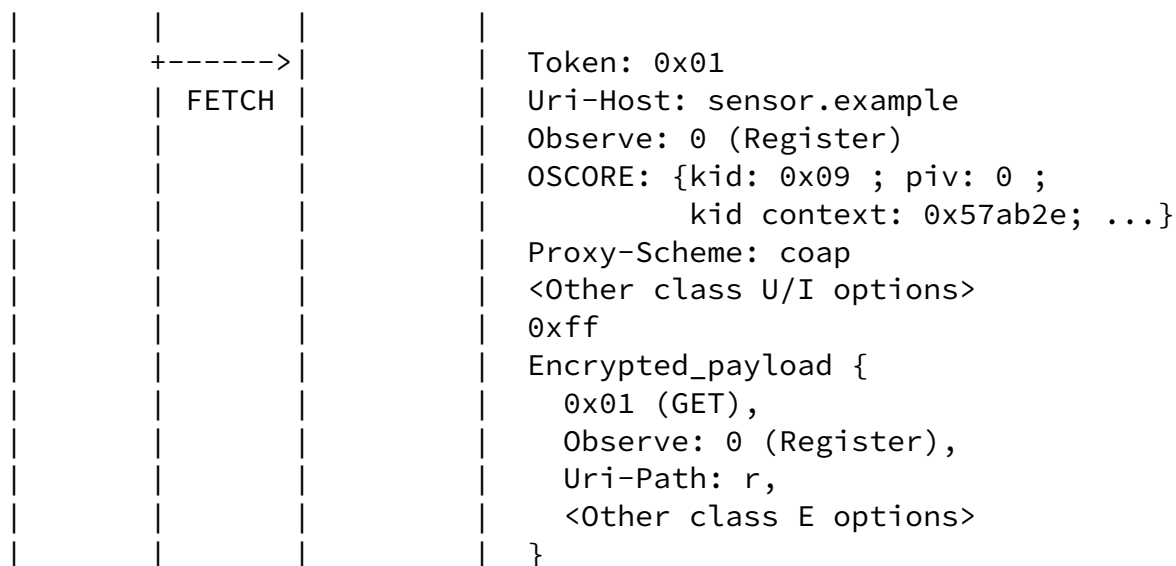 |       |       |         |
|       +------>|         |  Token: 0x01
|       | FETCH |         |  Uri-Host: sensor.example
|       |       |         |  Observe: 0 (Register)
|       |       |         |  OSCORE: {kid: 0x09 ; piv: 0 ;
|       |       |         |           kid context: 0x57ab2e; ...}
|       |       |         |  Proxy-Scheme: coap
|       |       |         |  <Other class U/I options>
|       |       |         |  0xff
|       |       |         |  Encrypted_payload {
|       |       |         |    0x01 (GET),
|       |       |         |    Observe: 0 (Register),
|       |       |         |    Uri-Path: r,
|       |       |         |    <Other class E options>
|       |       |         |  }